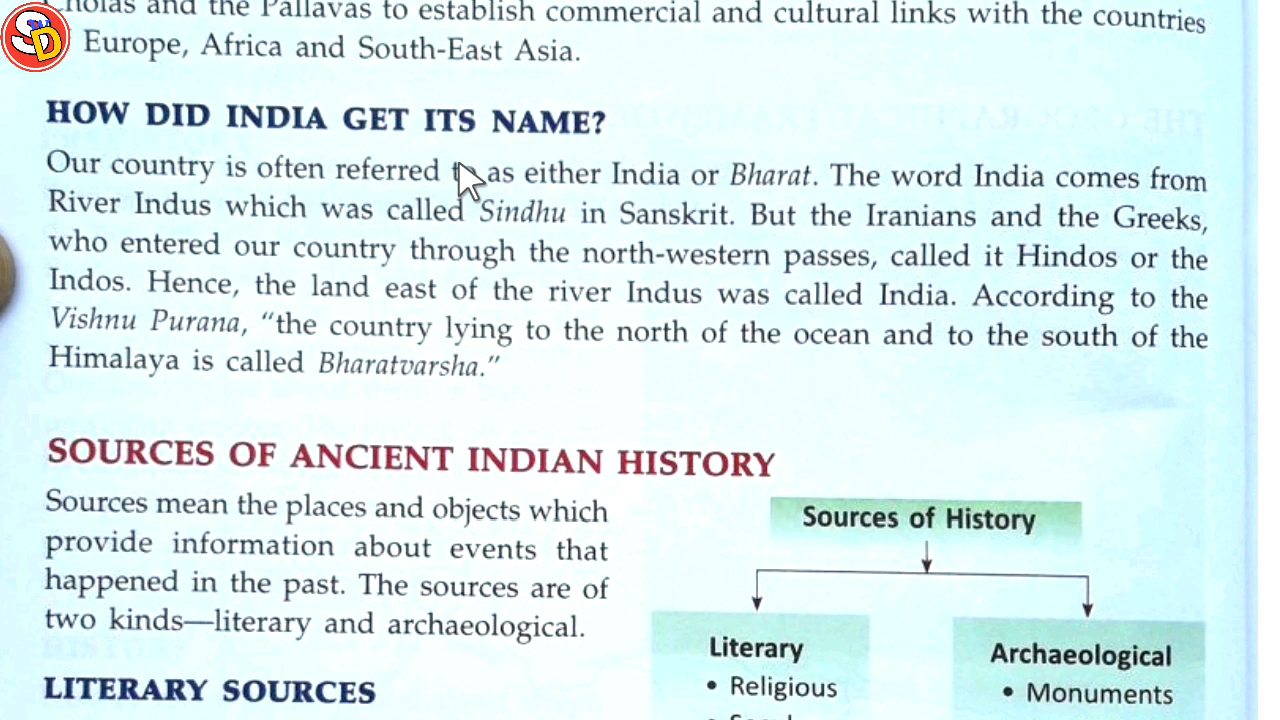 and the Pallavas to establish commercial and cultural links with the countries
Europe, Africa and South-East Asia.
HOW DID INDIA GET ITS NAME?
Our country is often referred as either India or Bharat. The word India comes from
River Indus which was called Sindhu in Sanskrit. But the Iranians and the Greeks,
who entered our country through the north-western passes, called it Hindos or the
Indos. Hence, the land east of the river Indus was called India. According to the
Vishnu Purana, “the country lying to the north of the ocean and to the south of the
Himalaya is called Bharatvarsha.”
SOURCES OF ANCIENT INDIAN HISTORY
Sources mean the places and objects which
provide information about events that
happened in the past. The sources are of
two kinds—literary and archaeological.
LITERARY SOURCES
Sources of History
Literary
• Religious
Archaeological
• Monuments
SD